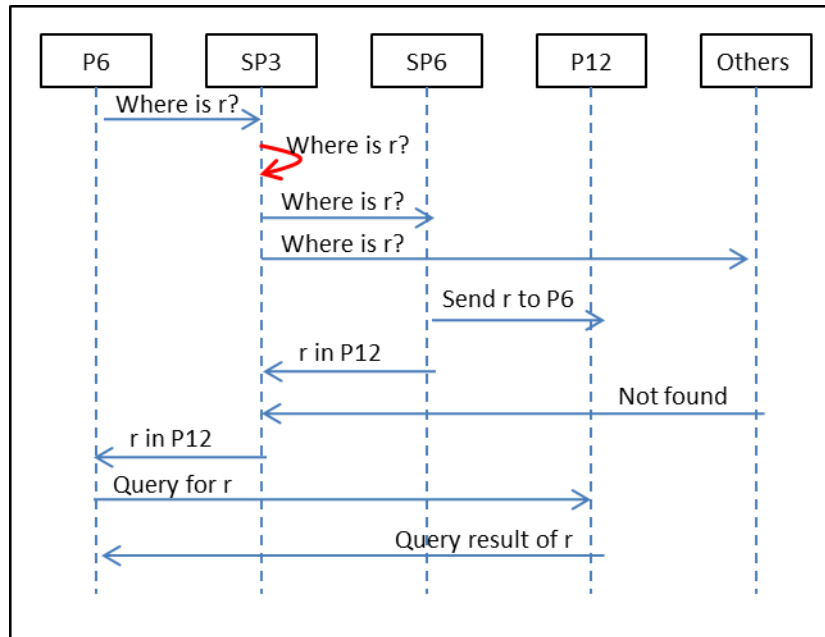 P6
SP3
SP6
P12
Others
Where is r?
Where is r?
Where is r?
Where is r?
Send r to P6
r in P12
Not found
r in P12
Query for r
Query result of r